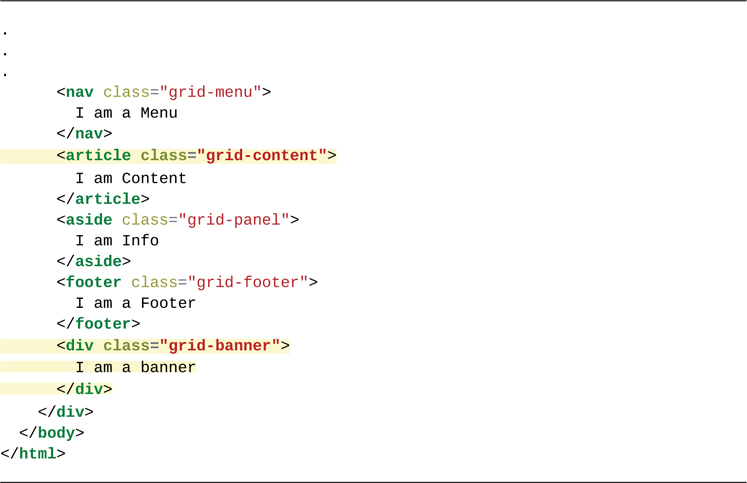 .
.
.
      <nav class="grid-menu">
        I am a Menu
      </nav>
      <article class="grid-content">
        I am Content
      </article>
      <aside class="grid-panel">
        I am Info
      </aside>
      <footer class="grid-footer">
        I am a Footer
      </footer>
      <div class="grid-banner">
        I am a banner
      </div>
    </div>
  </body>
</html>